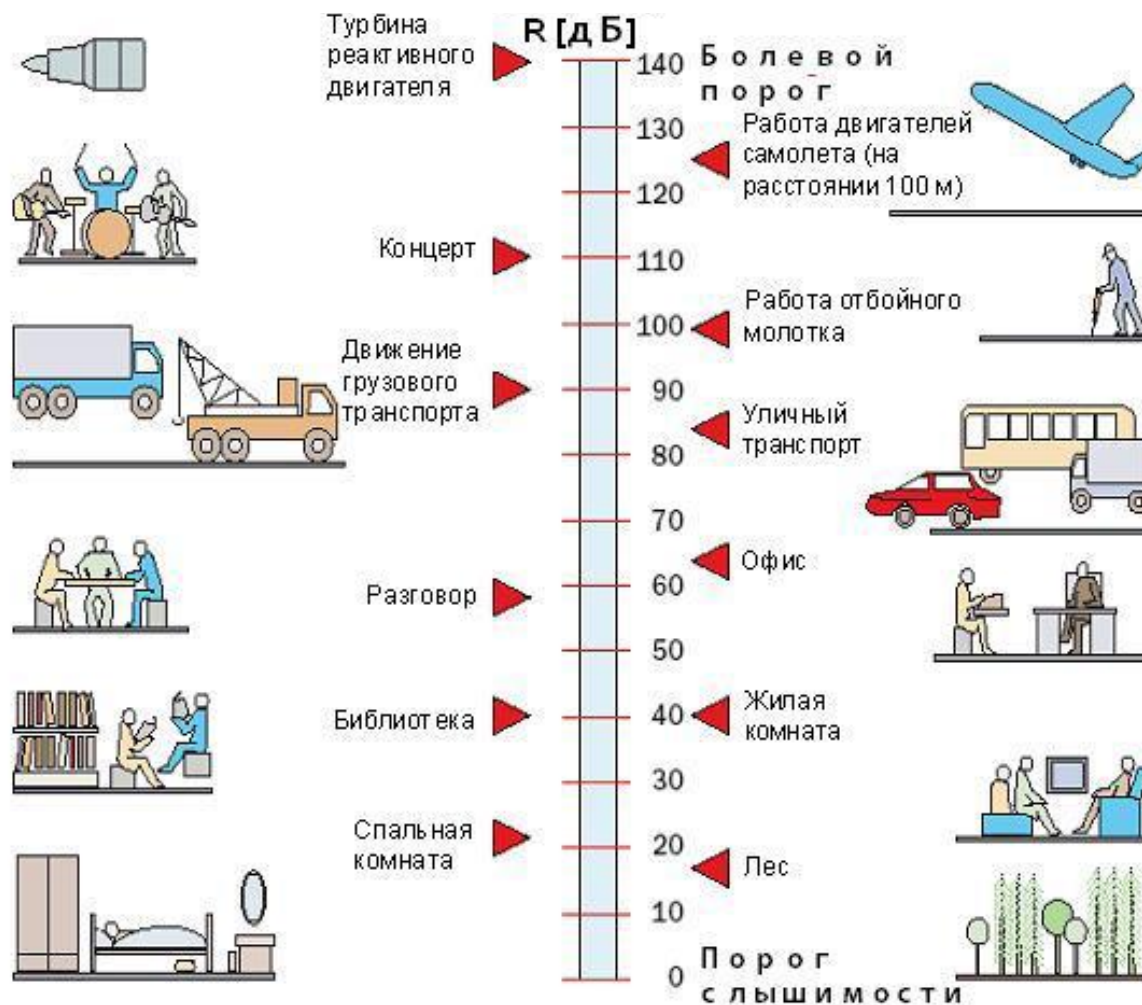 Турбина
реактивного
двигателя
R [дБ]
140
Болевой
порог
130
Работа двигателей
самолета (на
расстоянии 100 м)
120
Концерт
110
Работа отбойного
молотка
100
Движение
грузового
транспорта
90
Уличный
транспорт
80
70
Офис
60
Разговор
50
Библиотека
40
Жилая
комната
30
Спальная
комната
20
Лес
10
0
Порог
слышимости